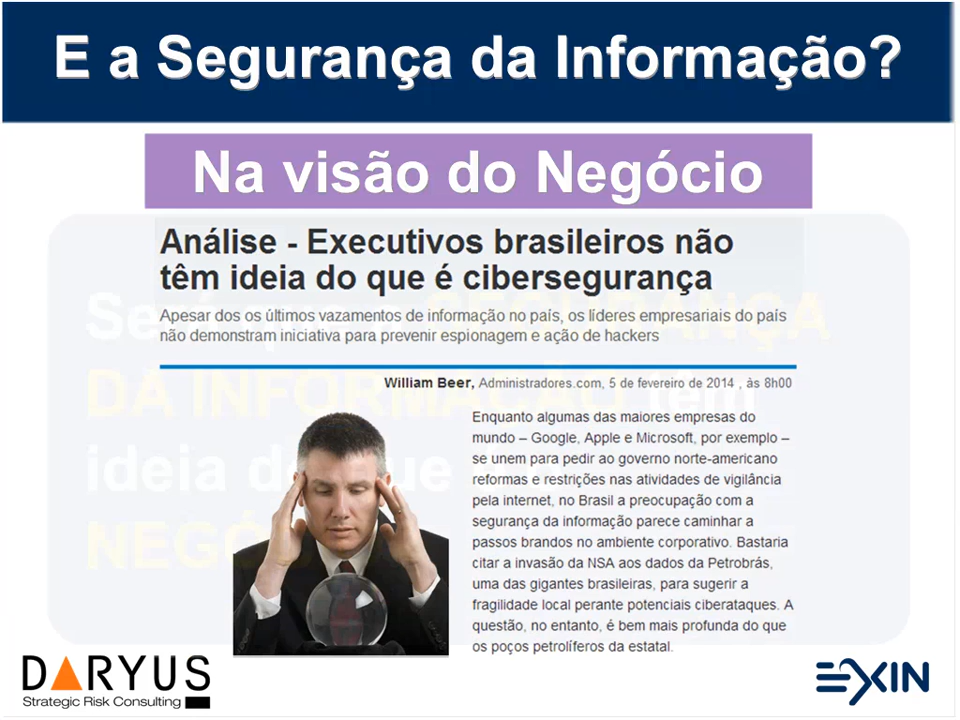 E a Segurança da Informação?
Na visão do Negócio
Análise - Executivos brasileiros não
têm ideia do que é cibersegurança
Apesar dos os últimos vazamentos de informação no país, os líderes empresariais do país
não demonstram iniciativa para prevenir espionagem e ação de hackers
William Beer, Administradores.com, 5 de fevereiro de 2014 , às 8h00
Enquanto algumas das maiores empresas do
mundo – Google, Apple e Microsoft, por exemplo –
se unem para pedir ao governo norte-americano
reformas e restrições nas atividades de vigilância
pela internet, no Brasil a preocupação com a
segurança da informação parece caminhar a
passos brandos no ambiente corporativo. Bastaria
citar a invasão da NSA aos dados da Petrobrás,
uma das gigantes brasileiras, para sugerir a
fragilidade local perante potenciais ciberataques. A
questão, no entanto, é bem mais profunda do que
os poços petrolíferos da estatal.
SEGURANÇA
DA INFORMAÇÃO têm
ideia
DARYUS
Strategic Risk Consulting
EXIN